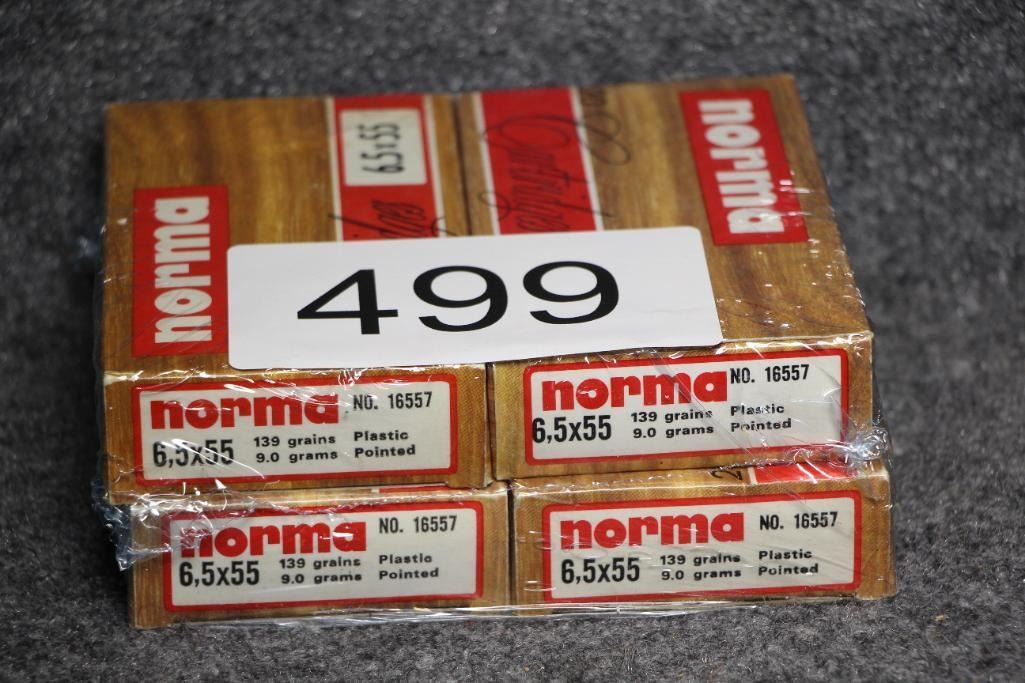 6,5x55
Cartridges
norma
norma
499
norma NO. 16557
6,5x55 139 grains Plastic
9.0 grams Pointed
norma NO. 16557
6,5x55 139 grains Plastic
9.0 grams Pointed
norma NO. 16557
6,5x55 139 grains Plastic
9.0 grams Pointed
norma NO. 16557
6,5x55 139 grains Plastic
9.0 grams Pointed